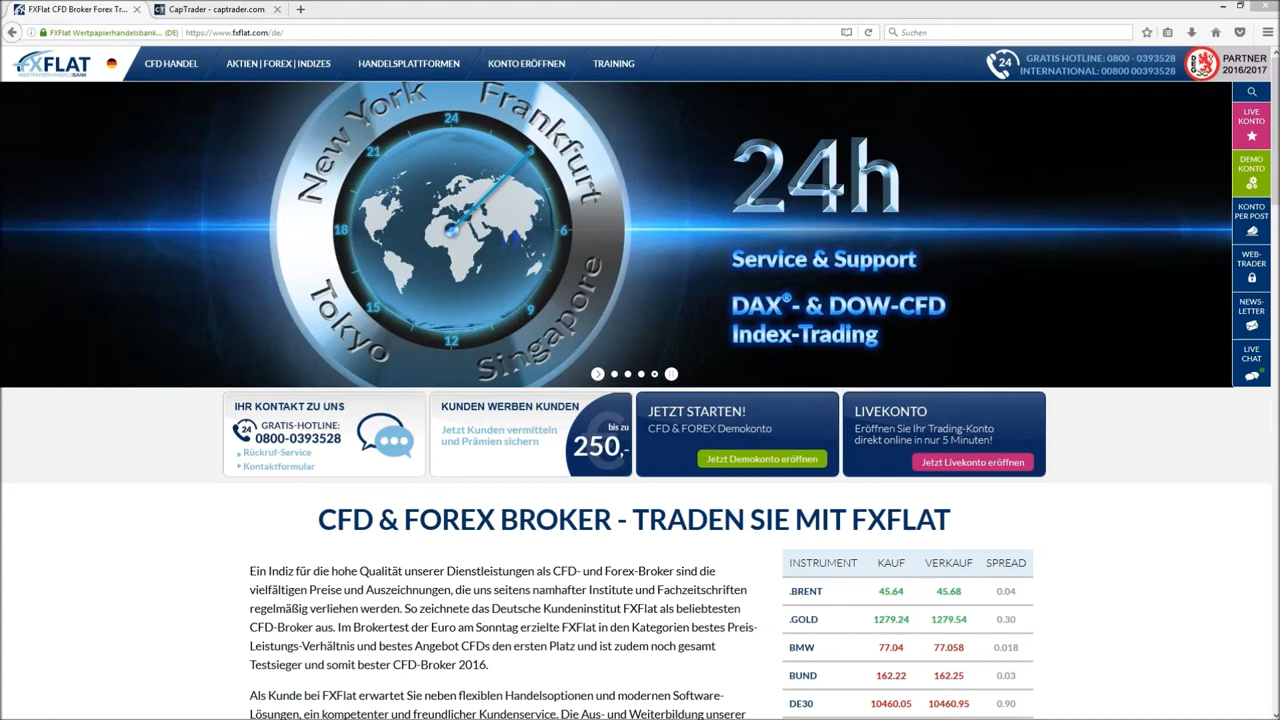 FXFlat CFD Broker Forex Tr...
CapTrader - captrader.com
FXFlat Wertpapierhandelsbank... (DE)
https://www.fxflat.com/de/
Suchen
FXFLAT
WERTPAPIERHANDELSBANK
CFD HANDEL
AKTIEN | FOREX | INDIZES
HANDELSPLATTFORMEN
KONTO ERÖFFNEN
TRAINING
24
GRATIS HOTLINE: 0800 - 0393528
INTERNATIONAL: 00800 00393528
DEG
PARTNER
2016/2017
New York
Frankfurt
Tokyo
Singapore
24
3
6
9
12
15
18
21
24h
Service & Support
DAX®- & DOW-CFD
Index-Trading
LIVE
KONTO
DEMO
KONTO
KONTO
PER POST
WEB-
TRADER
NEWS-
LETTER
LIVE
CHAT
IHR KONTAKT ZU UNS
24
GRATIS-HOTLINE:
0800-0393528
Rückruf-Service
Kontaktformular
KUNDEN WERBEN KUNDEN
Jetzt Kunden vermitteln
und Prämien sichern
bis zu
250,-
JETZT STARTEN!
CFD & FOREX Demokonto
Jetzt Demokonto eröffnen
LIVEKONTO
Eröffnen Sie Ihr Trading-Konto
direkt online in nur 5 Minuten!
Jetzt Livekonto eröffnen
CFD & FOREX BROKER - TRADEN SIE MIT FXFLAT
Ein Indiz für die hohe Qualität unserer Dienstleistungen als CFD- und Forex-Broker sind die
vielfältigen Preise und Auszeichnungen, die uns seitens namhafter Institute und Fachzeitschriften
regelmäßig verliehen werden. So zeichnete das Deutsche Kundeninstitut FXFlat als beliebtesten
CFD-Broker aus. Im Brokertest der Euro am Sonntag erzielte FXFlat in den Kategorien bestes Preis-
Leistungs-Verhältnis und bestes Angebot CFDs den ersten Platz und ist zudem noch gesamt
Testsieger und somit bester CFD-Broker 2016.
Als Kunde bei FXFlat erwartet Sie neben flexiblen Handelsoptionen und modernen Software-
Lösungen, ein kompetenter und freundlicher Kundenservice. Die Aus- und Weiterbildung unserer
INSTRUMENT KAUF VERKAUF SPREAD
.BRENT 45.64 45.68 0.04
.GOLD 1279.24 1279.54 0.30
BMW 77.04 77.058 0.018
BUND 162.22 162.25 0.03
DE30 10460.05 10460.95 0.90